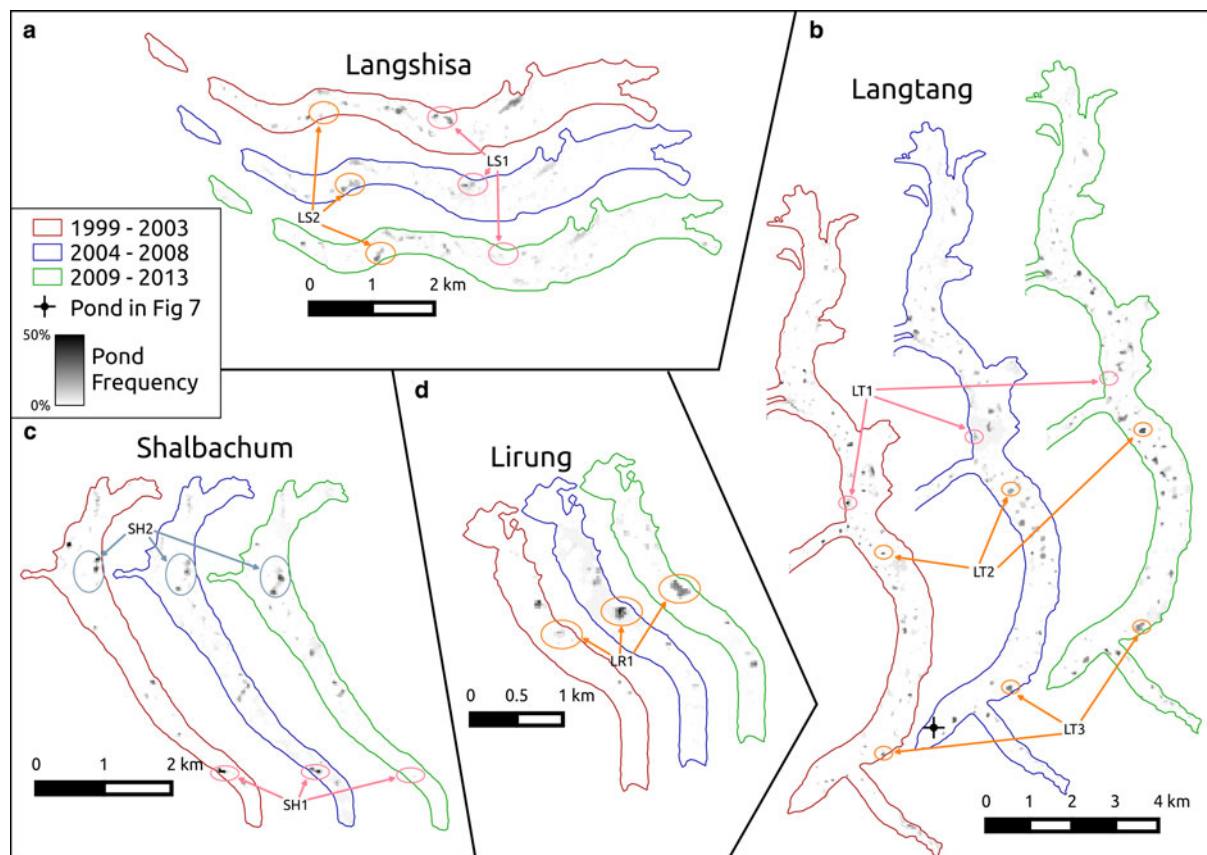 a
Langshisa
LS1
LS2
0 1 2 km
b
Langtang
LT1
LT2
LT3
0 1 2 3 4 km
1999 - 2003
2004 - 2008
2009 - 2013
Pond in Fig 7
50%
Pond
Frequency
0%
c
Shalbachum
SH2
SH1
0 1 2 km
d
Lirung
LR1
0 0.5 1 km